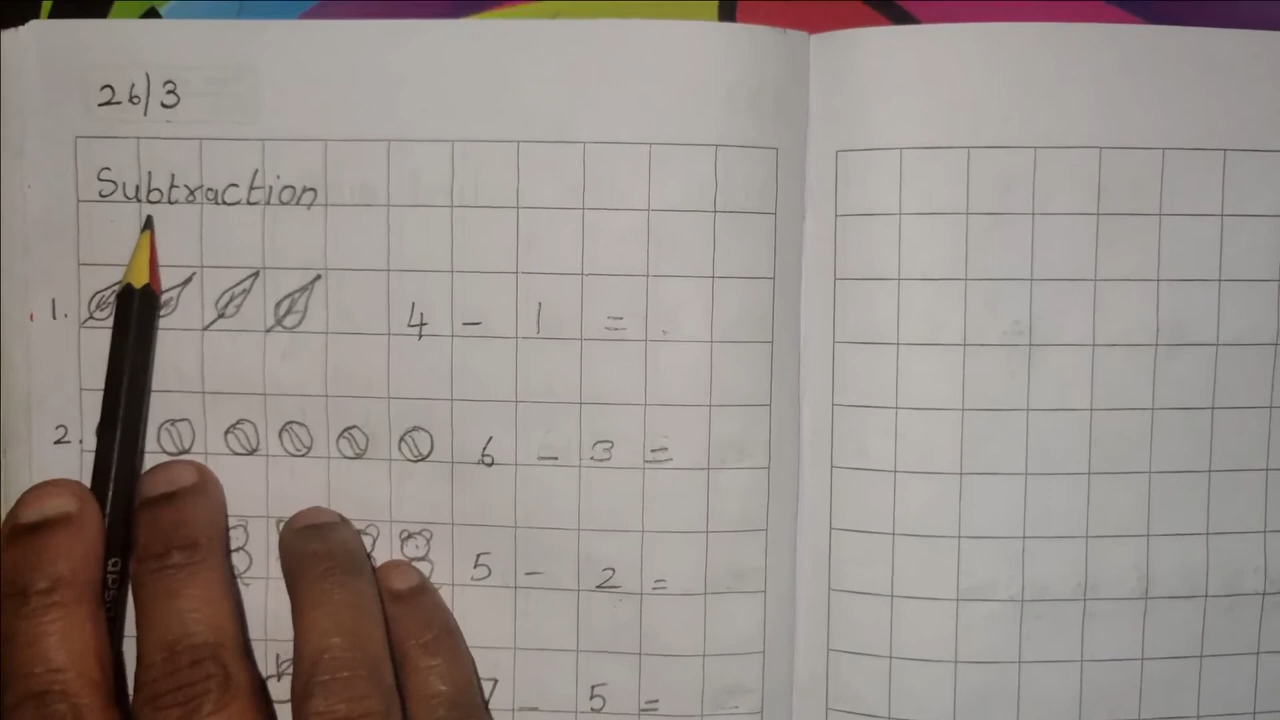 26/3
Subtraction
1. 4 - 1 =
2. 6 - 3 =
5 - 2 =
7 - 5 =